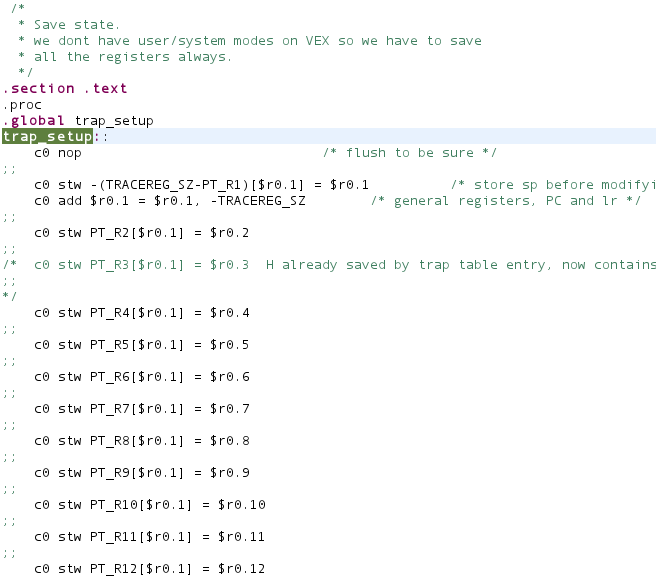 /*
* Save state.
* we dont have user/system modes on VEX so we have to save
* all the registers always.
*/
.section .text
.proc
.global trap_setup
trap_setup::
c0 nop /* flush to be sure */
;;
c0 stw -(TRACEREG_SZ-PT_R1)[$r0.1] = $r0.1 /* store sp before modifyi
c0 add $r0.1 = $r0.1, -TRACEREG_SZ /* general registers, PC and lr */
;;
c0 stw PT_R2[$r0.1] = $r0.2
;;
/* c0 stw PT_R3[$r0.1] = $r0.3 H already saved by trap table entry, now contains
;;
*/
c0 stw PT_R4[$r0.1] = $r0.4
;;
c0 stw PT_R5[$r0.1] = $r0.5
;;
c0 stw PT_R6[$r0.1] = $r0.6
;;
c0 stw PT_R7[$r0.1] = $r0.7
;;
c0 stw PT_R8[$r0.1] = $r0.8
;;
c0 stw PT_R9[$r0.1] = $r0.9
;;
c0 stw PT_R10[$r0.1] = $r0.10
;;
c0 stw PT_R11[$r0.1] = $r0.11
;;
c0 stw PT_R12[$r0.1] = $r0.12